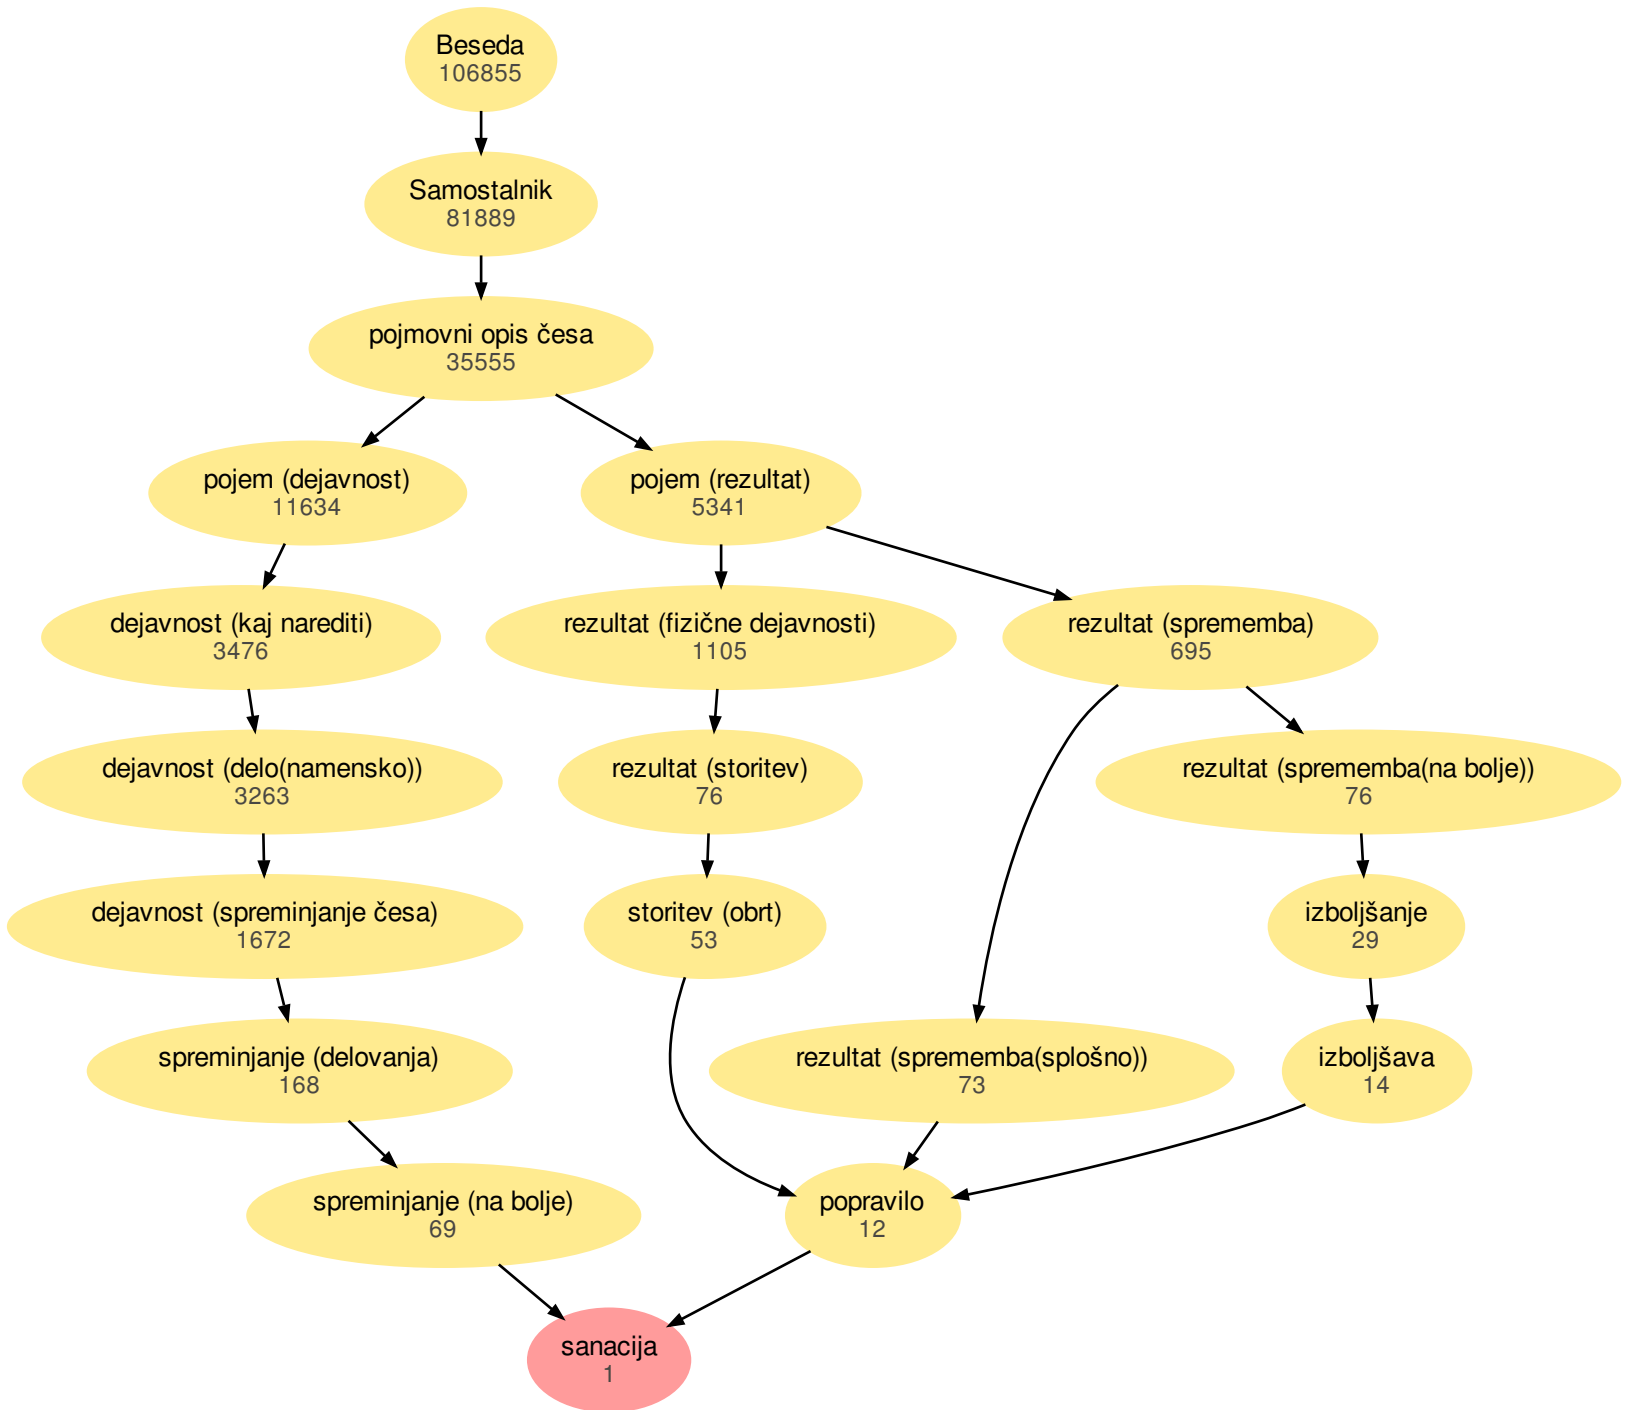 Beseda
106855
Samostalnik
81889
pojmovni opis česa
35555
pojem (dejavnost)
11634
pojem (rezultat)
5341
dejavnost (kaj narediti)
3476
rezultat (fizične dejavnosti)
1105
rezultat (sprememba)
695
dejavnost (delo(namensko))
3263
rezultat (storitev)
76
rezultat (sprememba(na bolje))
76
dejavnost (spreminjanje česa)
1672
storitev (obrt)
53
izboljšanje
29
spreminjanje (delovanja)
168
rezultat (sprememba(splošno))
73
izboljšava
14
spreminjanje (na bolje)
69
popravilo
12
sanacija
1